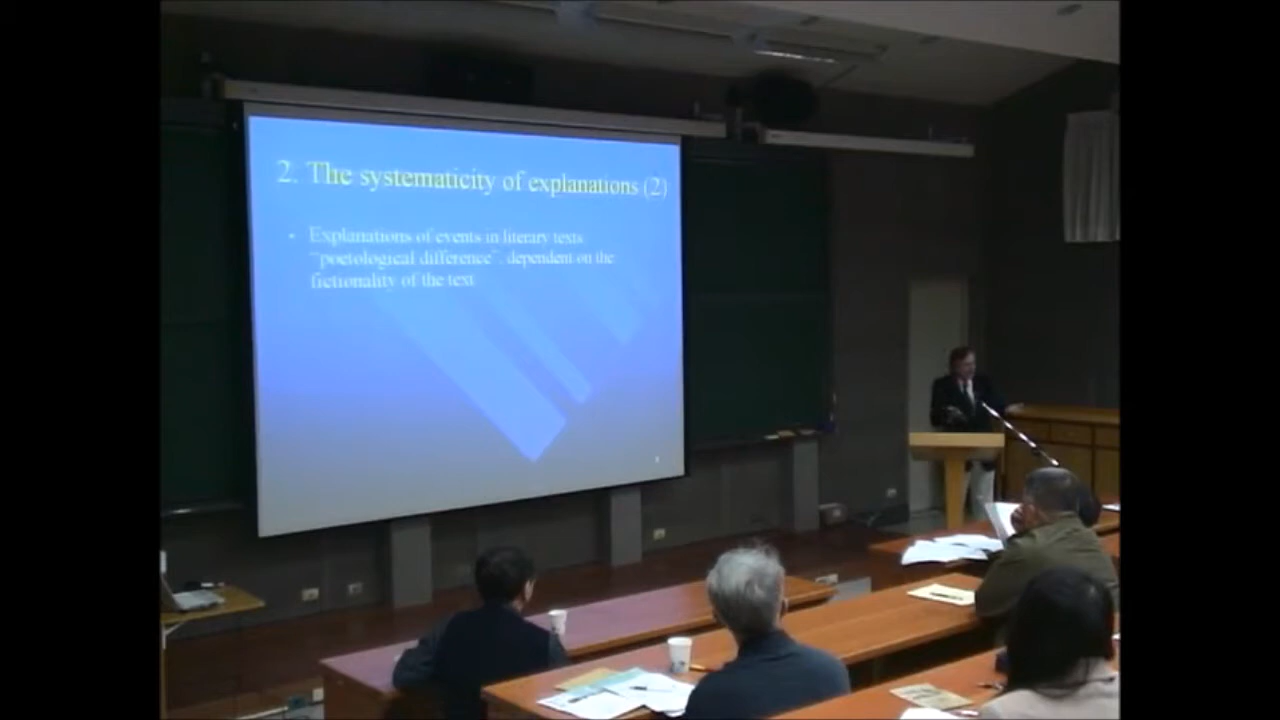 2. The systematicity of explanations (2)
- Explanations of events in literary texts
"poetological difference", dependent on the
fictionality of the text